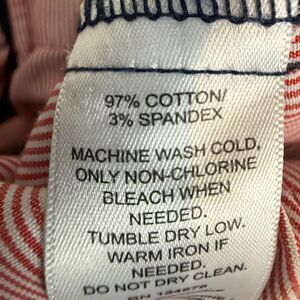 97% COTTON/
3% SPANDEX
MACHINE WASH COLD,
ONLY NON-CHLORINE
BLEACH WHEN
NEEDED.
TUMBLE DRY LOW.
WARM IRON IF
NEEDED.
DO NOT DRY CLEAN.